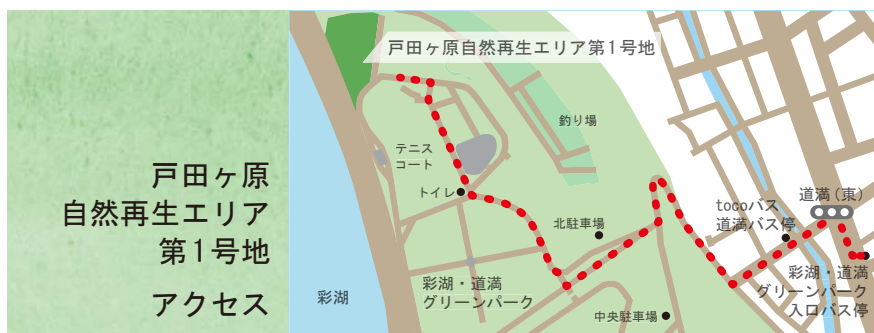 戸田ヶ原
自然再生エリア
第1号地
アクセス
戸田ヶ原自然再生エリア第1号地
釣り場
テニス
コート
トイレ
北駐車場
彩湖・道満
グリーンパーク
彩湖
中央駐車場
tocoバス
道満バス停
道満(東)
彩湖・道満
グリーンパーク
入口バス停